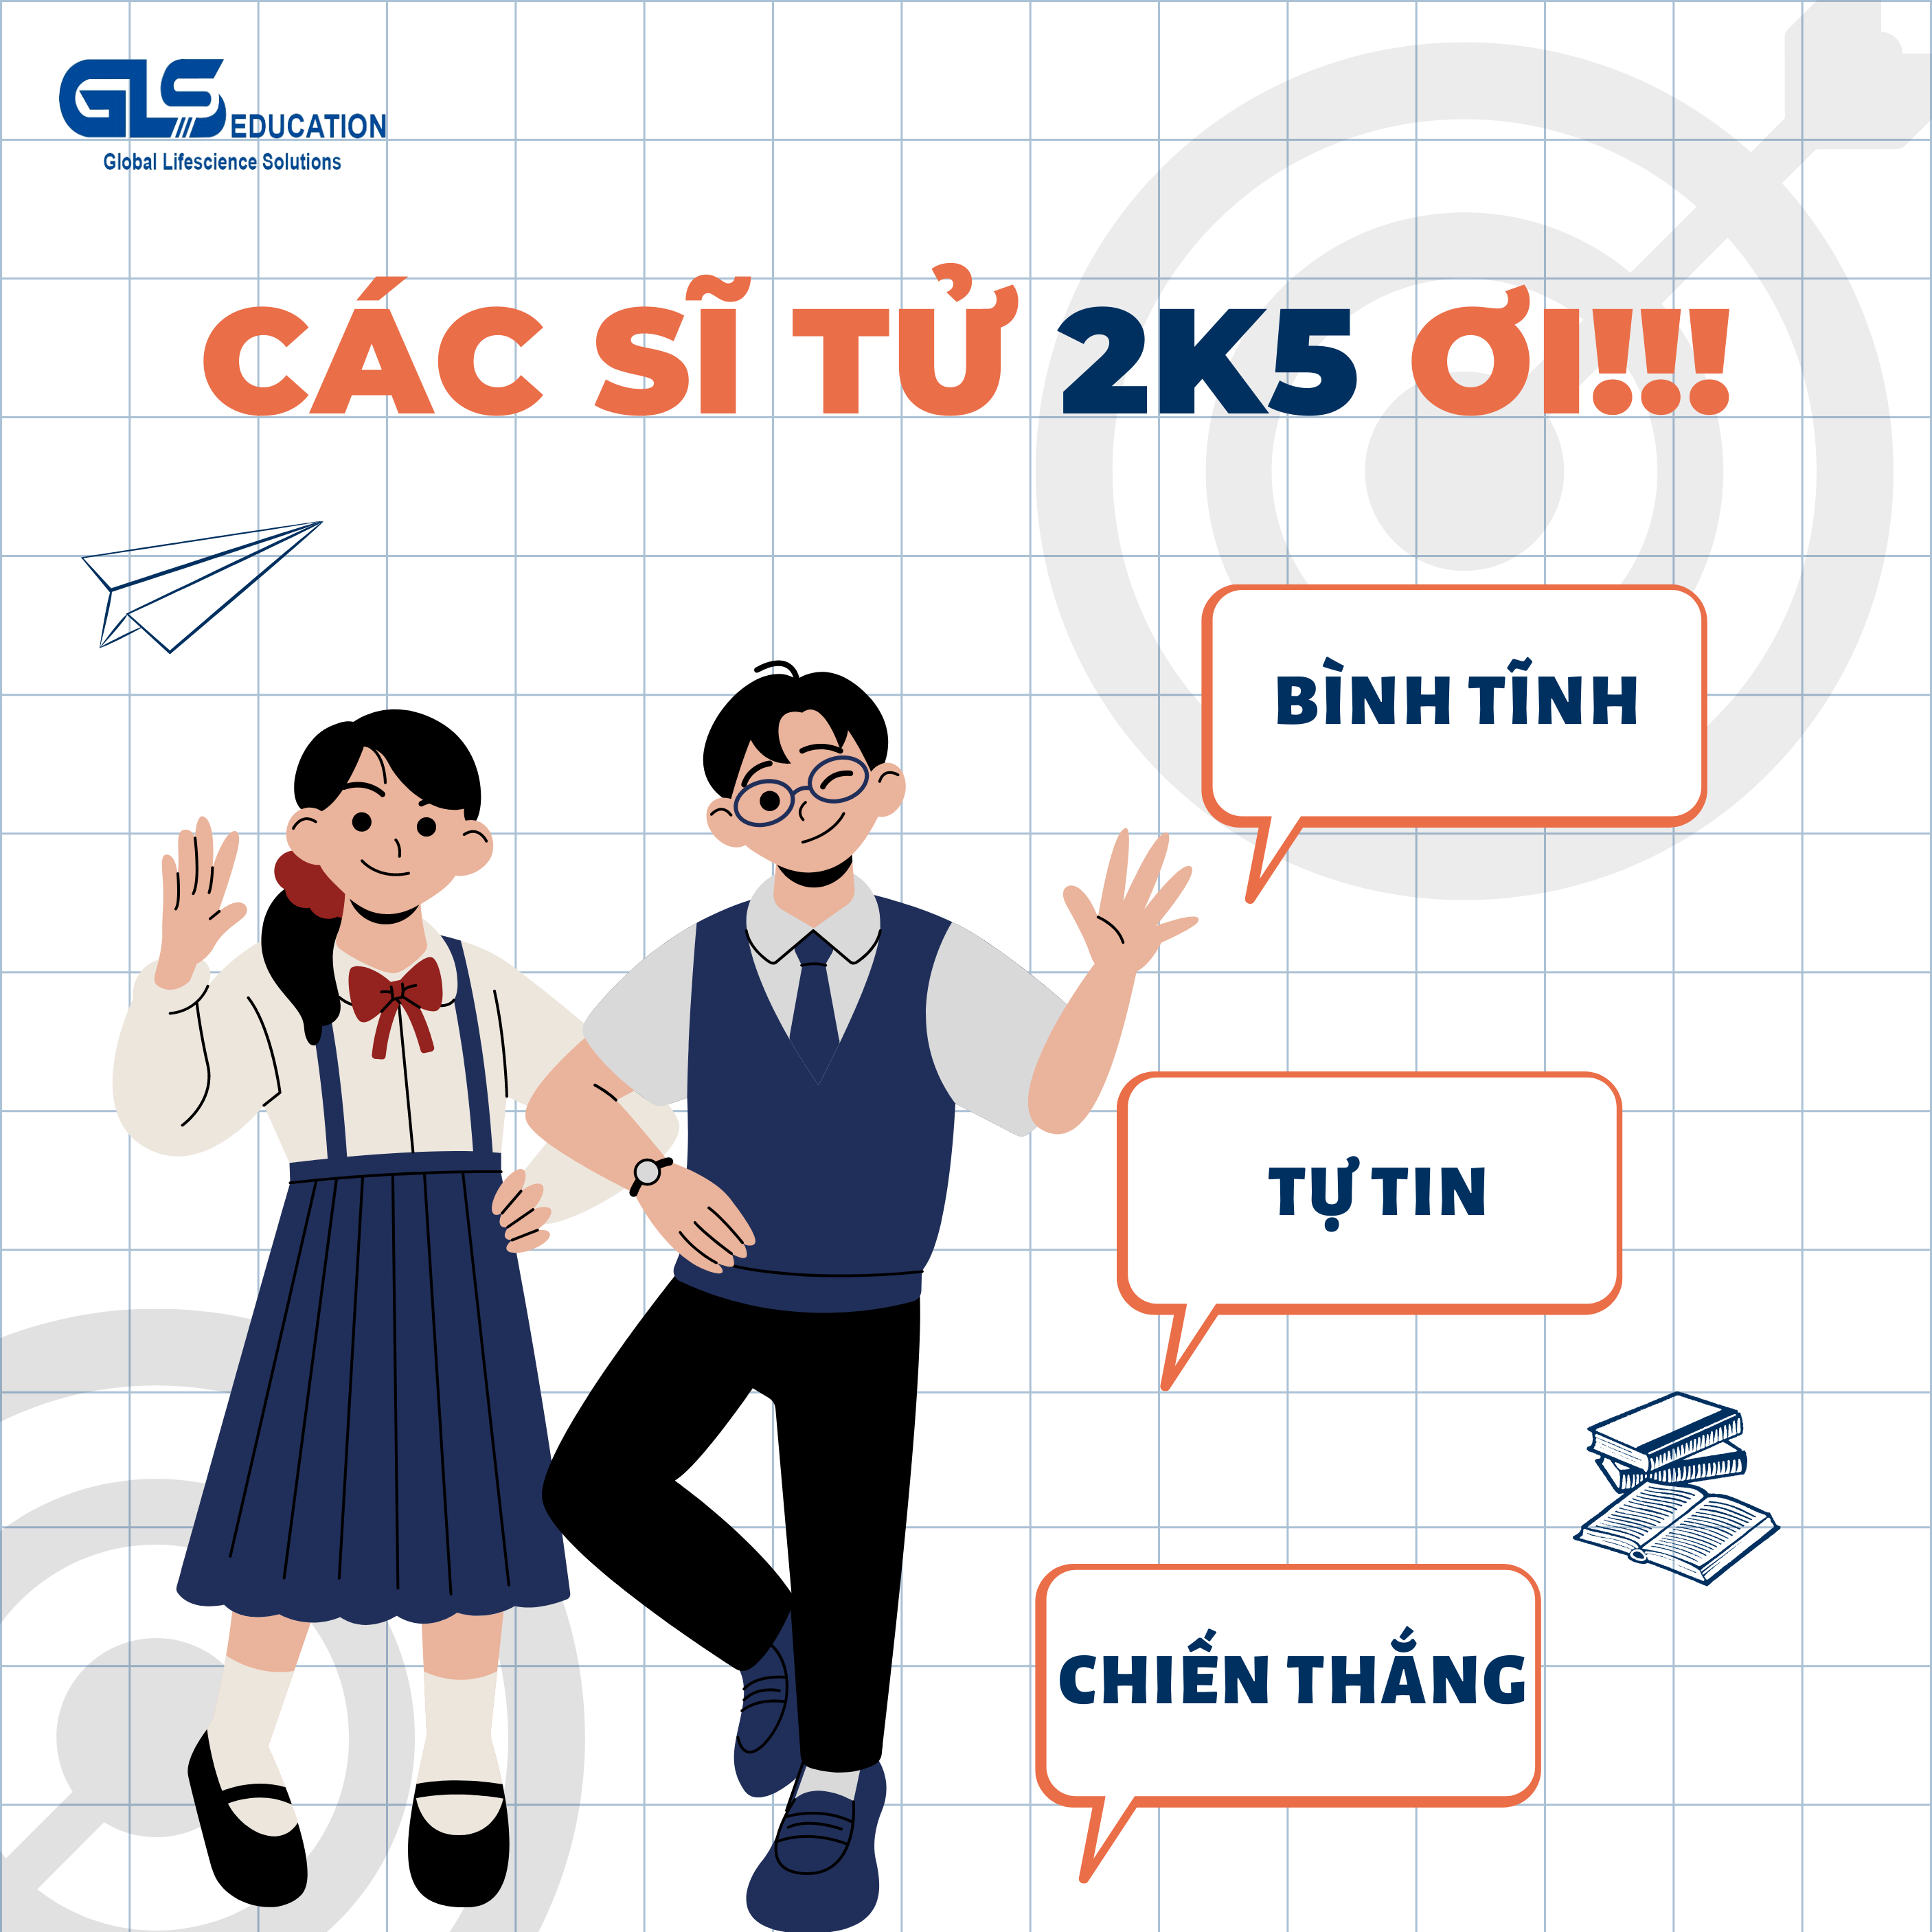 GLS EDUCATION
Global Lifescience Solutions
CÁC SĨ TỬ 2K5 ƠI!!!
BÌNH TĨNH
TỰ TIN
CHIẾN THẮNG